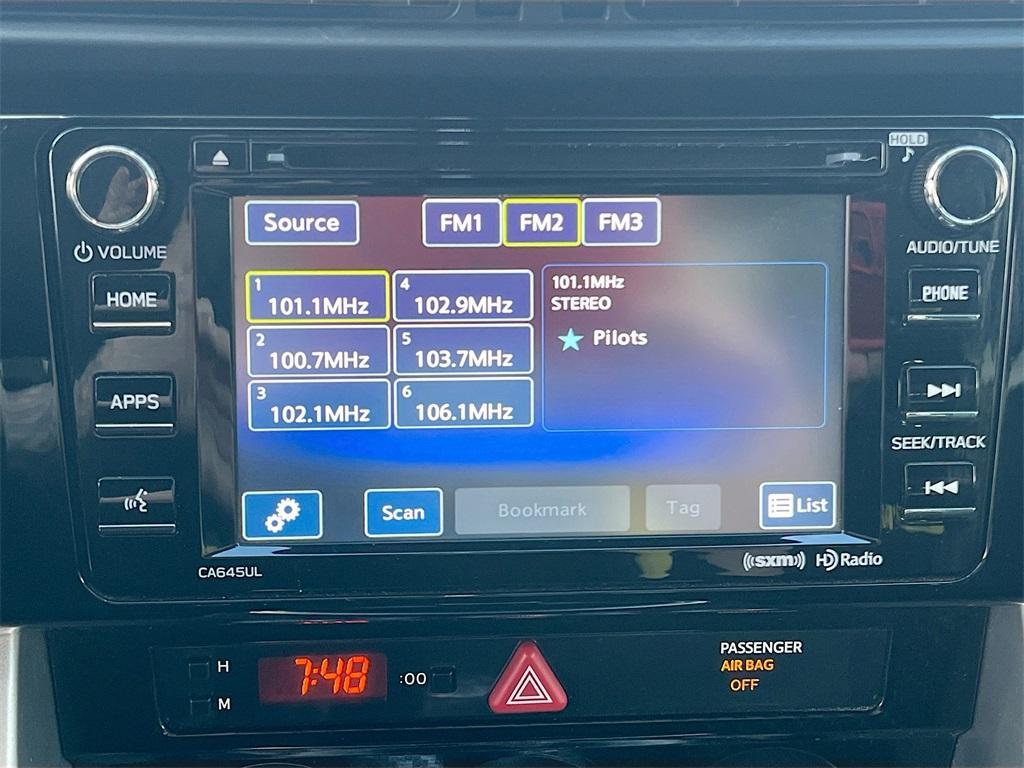 HOLD
VOLUME
AUDIO/TUNE
HOME
PHONE
APPS
SEEK/TRACK
Source
FM1
FM2
FM3
1
101.1MHz
4
102.9MHz
2
100.7MHz
5
103.7MHz
3
102.1MHz
6
106.1MHz
101.1MHz
STEREO
Pilots
Scan
Bookmark
Tag
List
CA645UL
((sxm))
HD Radio
H
M
7:48
:00
PASSENGER
AIR BAG
OFF